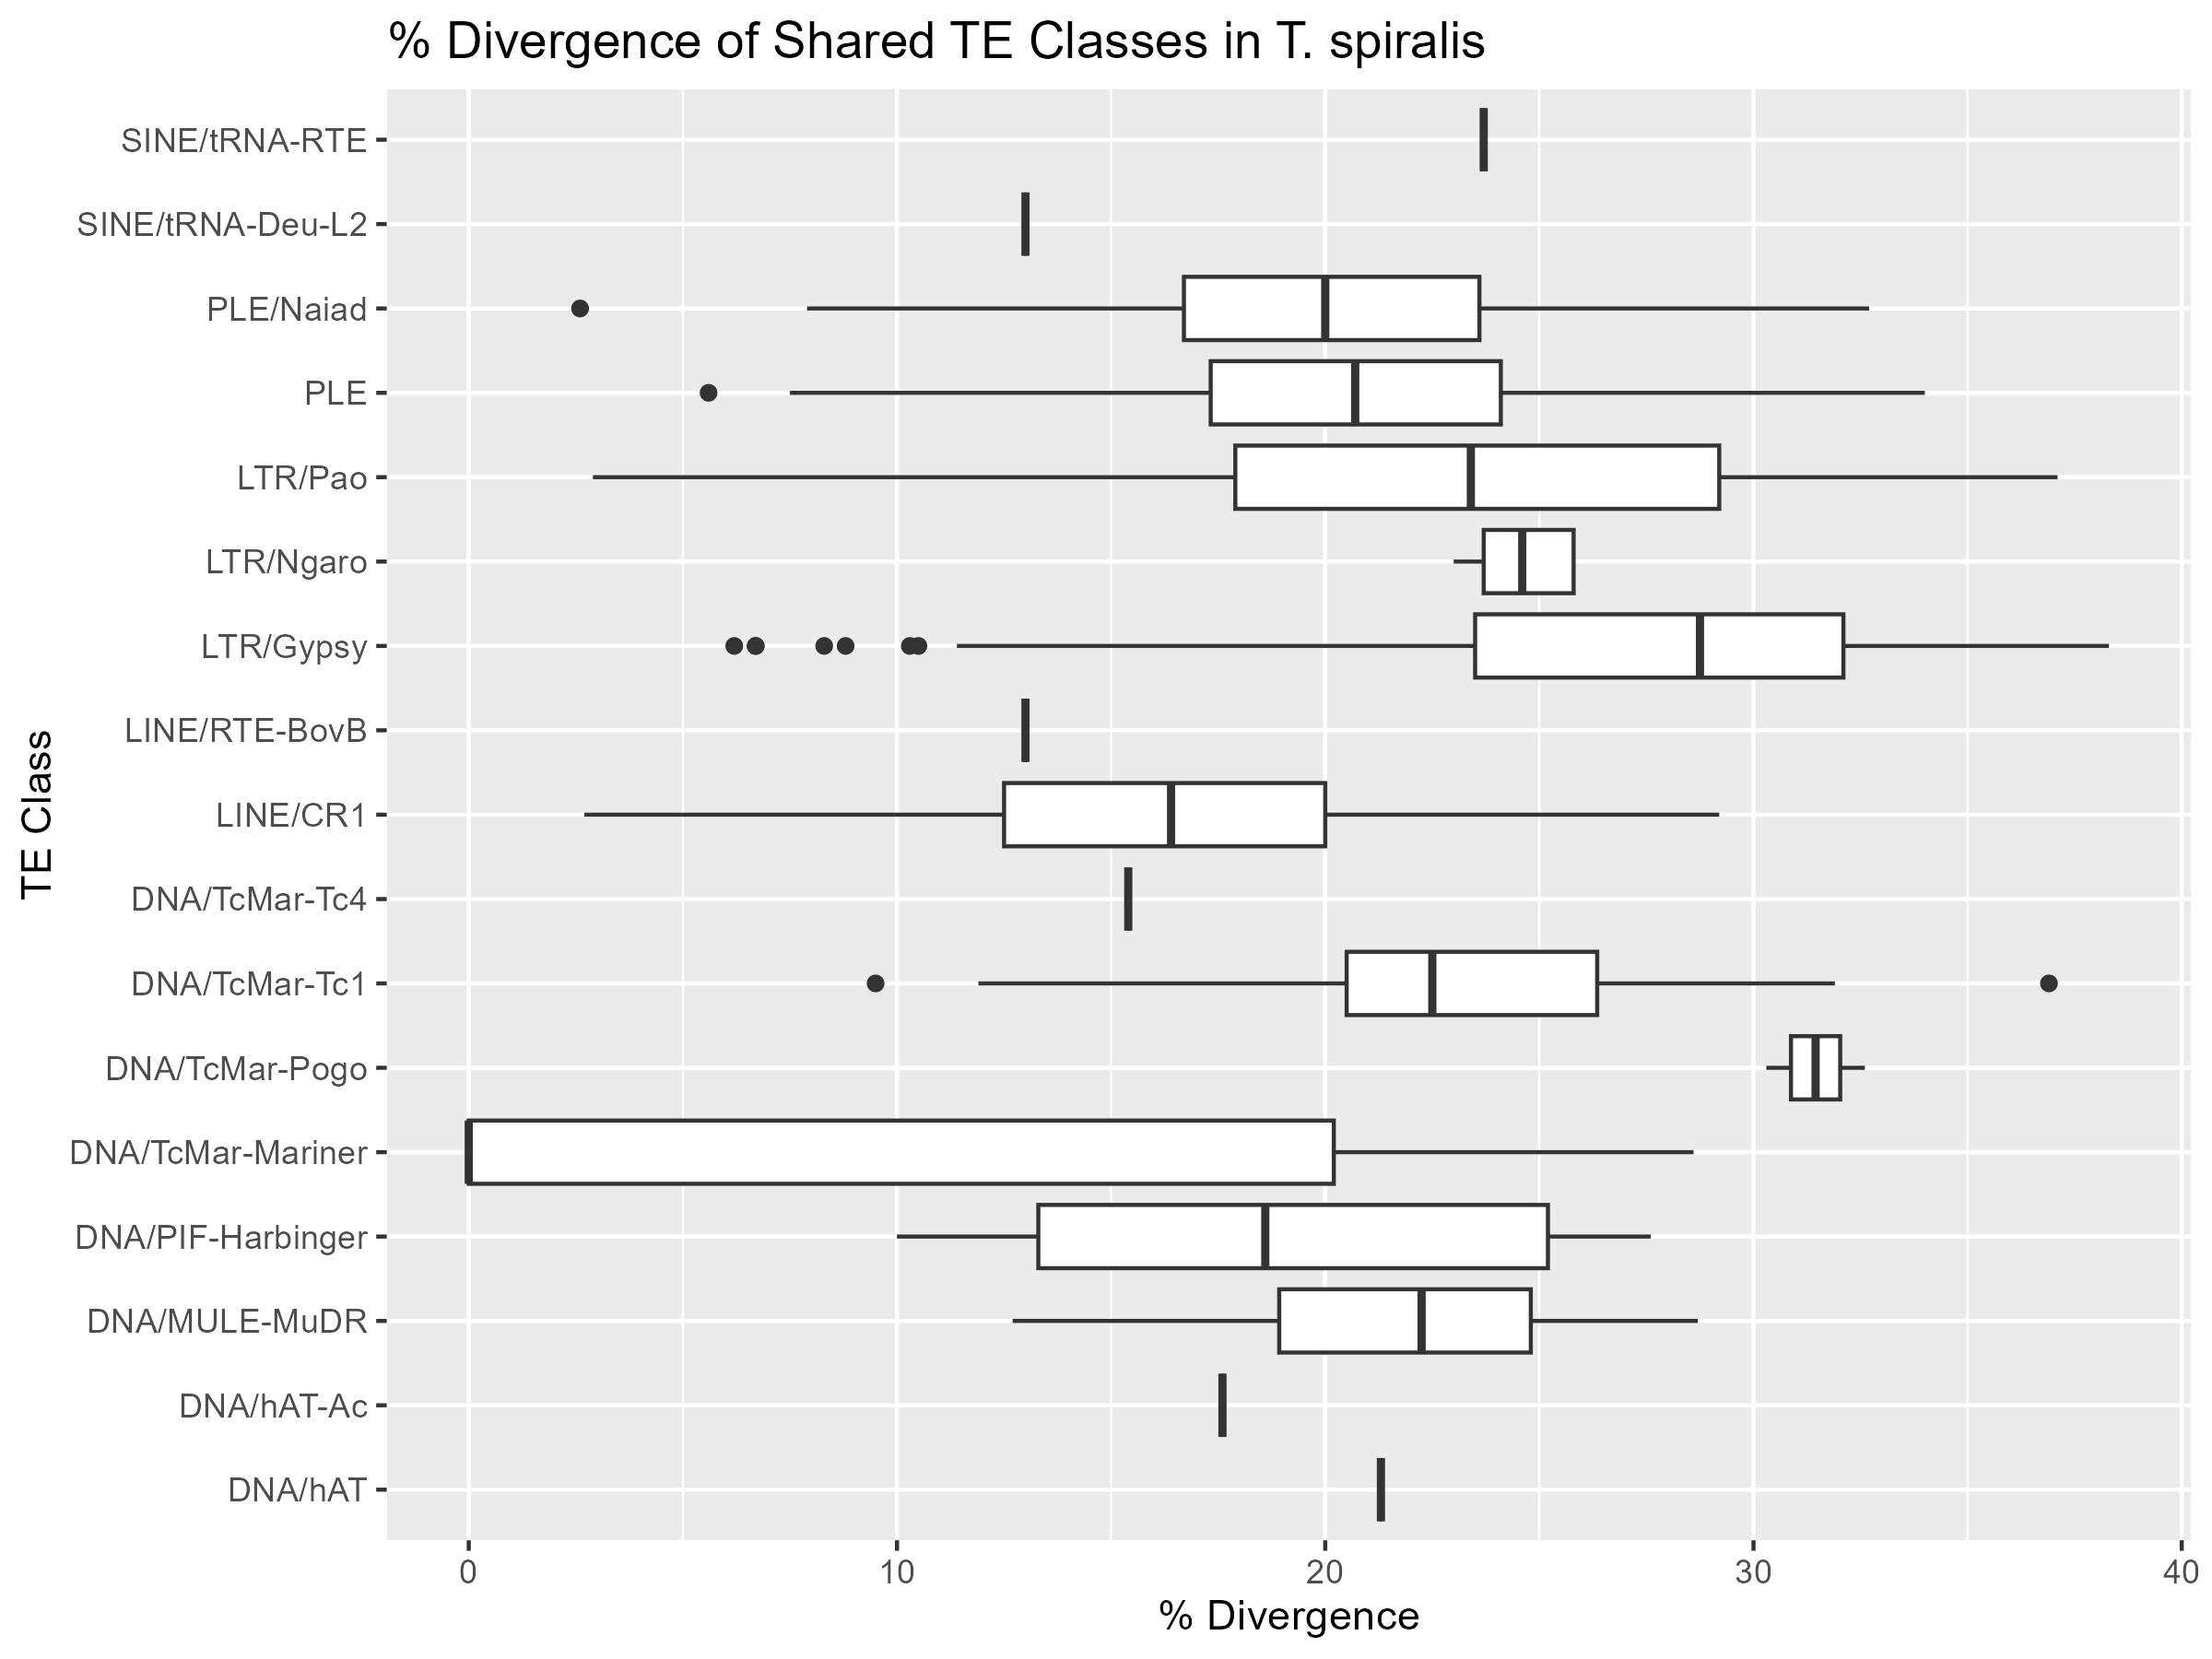 % Divergence of Shared TE Classes in T. spiralis
TE Class
SINE/tRNA-RTE
SINE/tRNA-Deu-L2
PLE/Naiad
PLE
LTR/Pao
LTR/Ngaro
LTR/Gypsy
LINE/RTE-BovB
LINE/CR1
DNA/TcMar-Tc4
DNA/TcMar-Tc1
DNA/TcMar-Pogo
DNA/TcMar-Mariner
DNA/PIF-Harbinger
DNA/MULE-MuDR
DNA/hAT-Ac
DNA/hAT
0 10 20 30 40
% Divergence